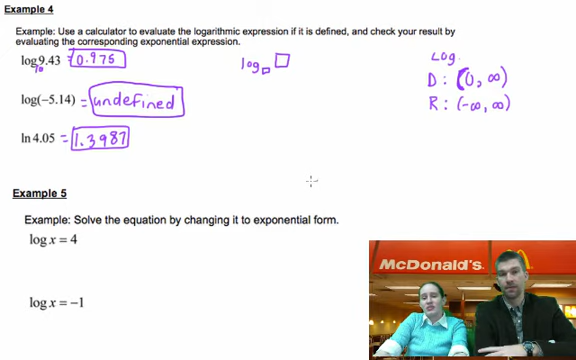 Example 4
Example: Use a calculator to evaluate the logarithmic expression if it is defined, and check your result by
evaluating the corresponding exponential expression.
log₁₀9.43 = 0.975
log□ □
Log
D: (0, ∞)
R: (-∞, ∞)
log(−5.14) = undefined
ln 4.05 = 1.3987
Example 5
Example: Solve the equation by changing it to exponential form.
log x = 4
log x = −1
McDonald's